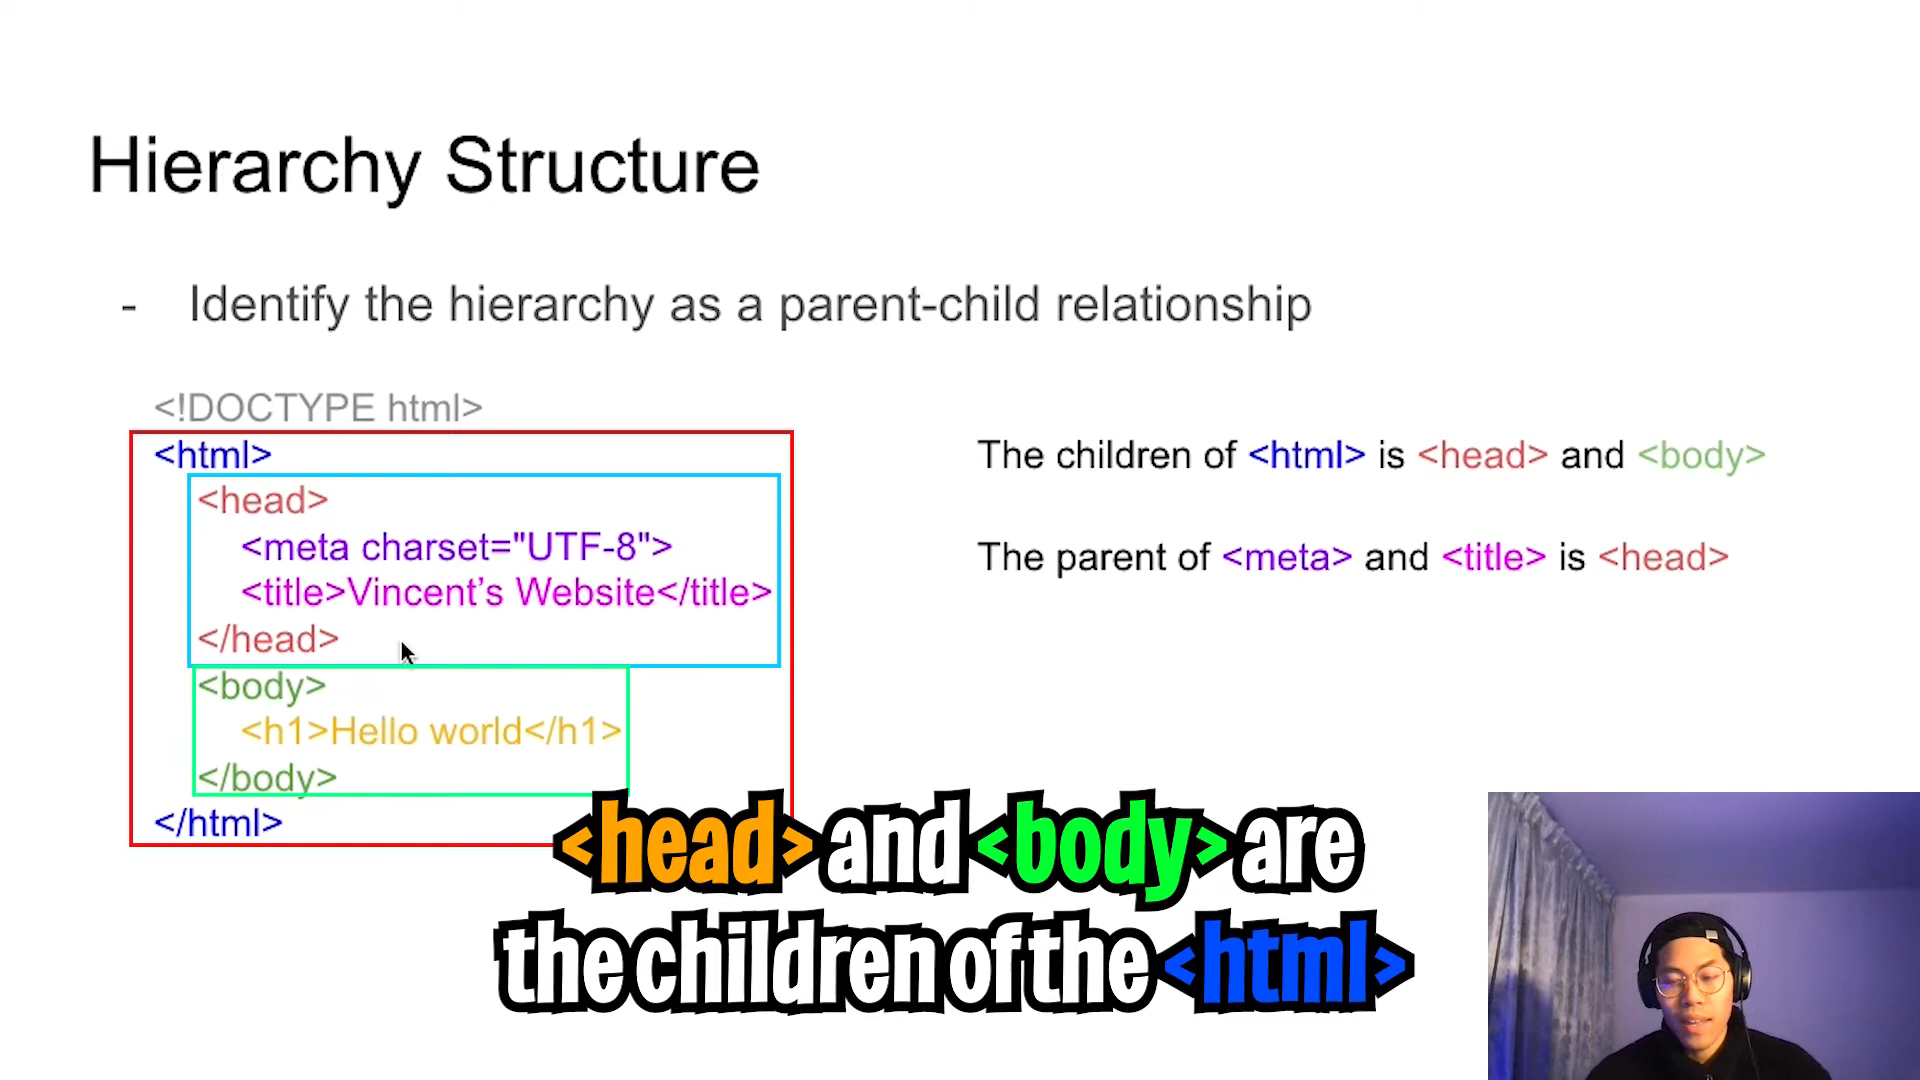 Hierarchy Structure
- Identify the hierarchy as a parent-child relationship
<!DOCTYPE html>
<html>
<head>
<meta charset="UTF-8">
<title>Vincent’s Website</title>
</head>
<body>
<h1>Hello world</h1>
</body>
</html>
The children of <html> is <head> and <body>
The parent of <meta> and <title> is <head>
<head> and <body> are
the children of the <html>